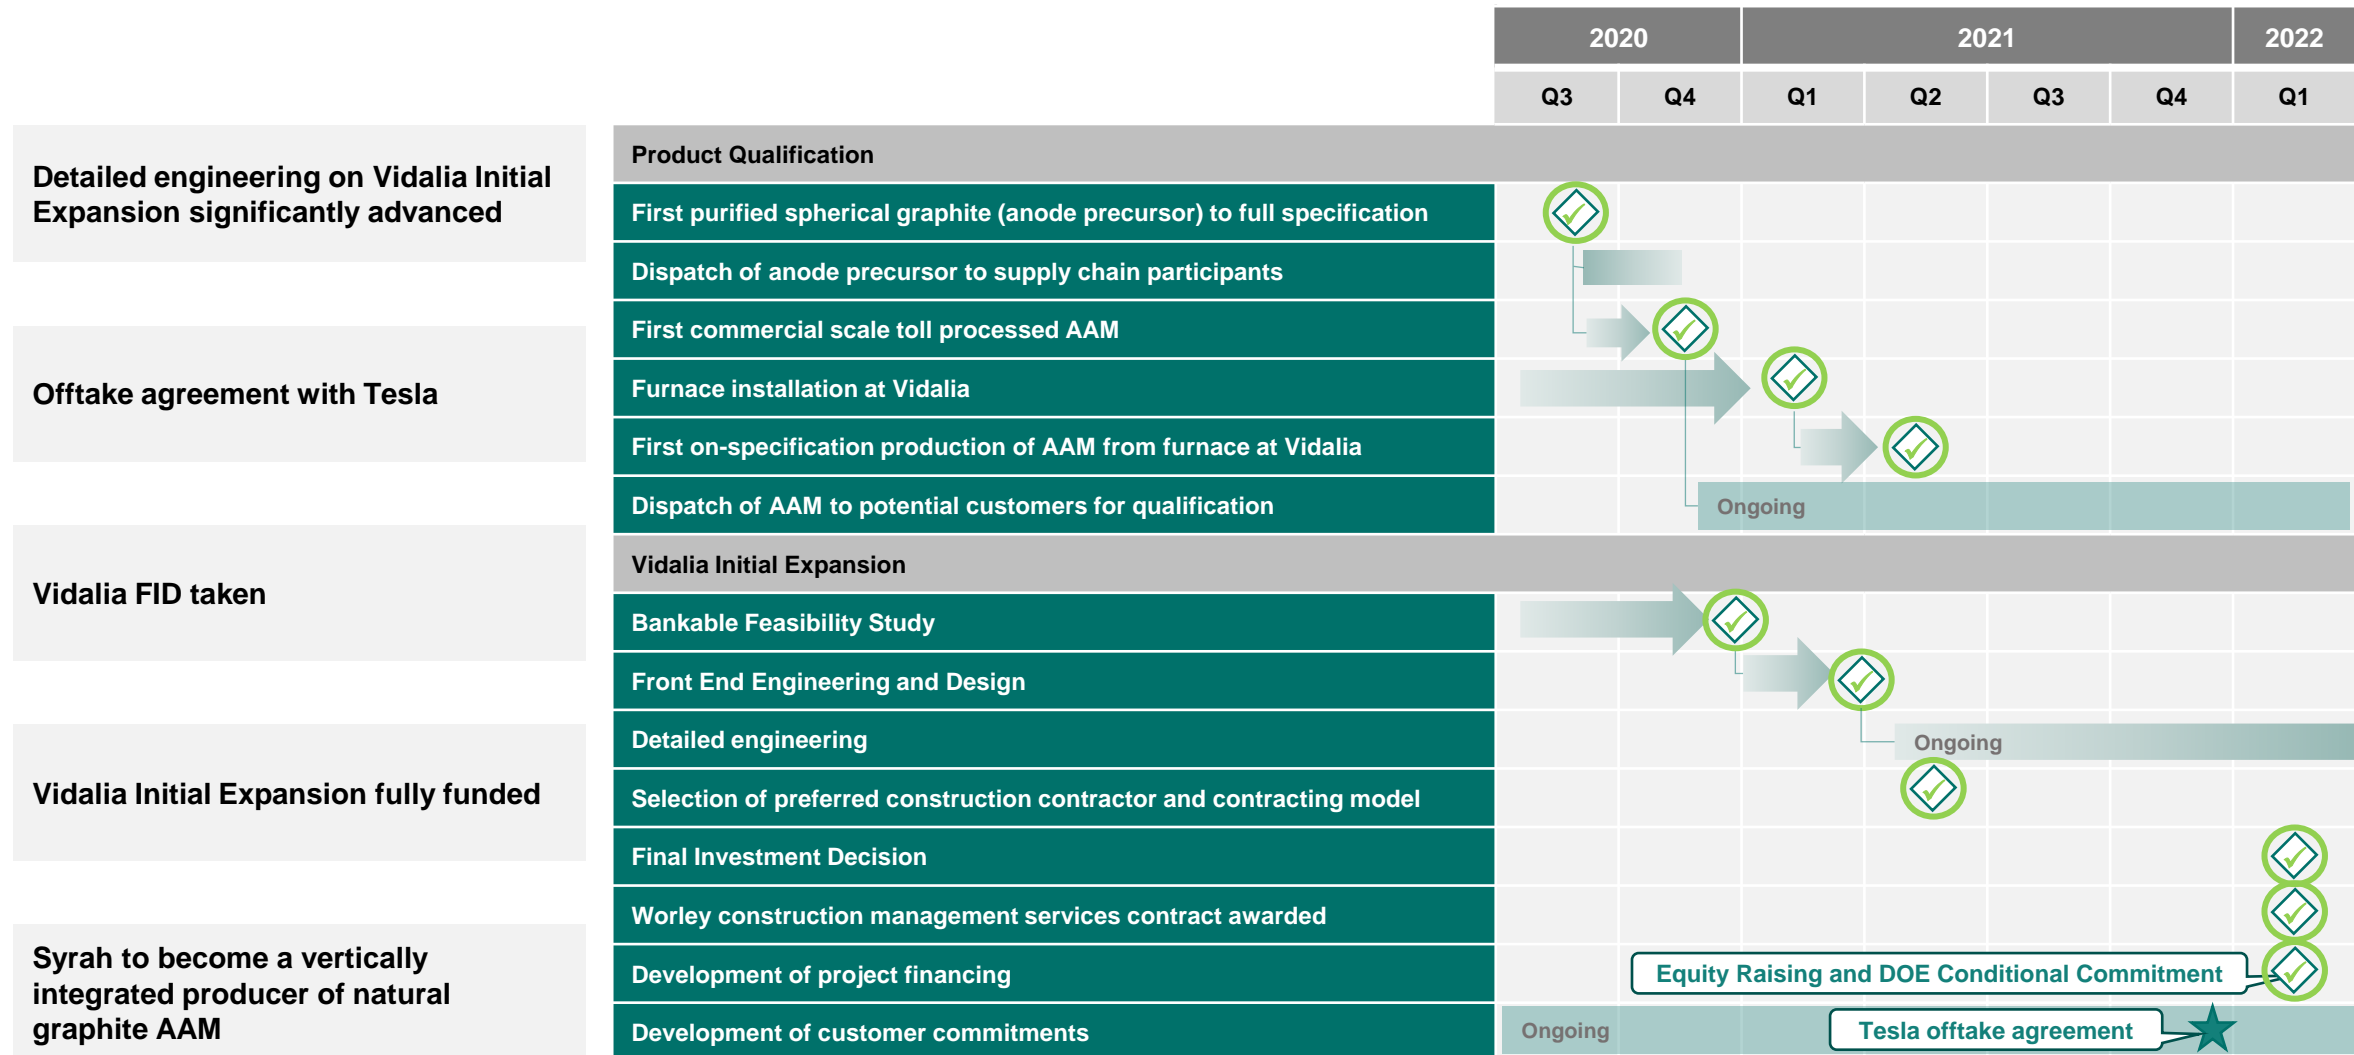 2020 2021 2022
Q3 Q4 Q1 Q2 Q3 Q4 Q1
Detailed engineering on Vidalia Initial
Expansion significantly advanced
Offtake agreement with Tesla
Vidalia FID taken
Vidalia Initial Expansion fully funded
Syrah to become a vertically
integrated producer of natural
graphite AAM
Product Qualification
First purified spherical graphite (anode precursor) to full specification
Dispatch of anode precursor to supply chain participants
First commercial scale toll processed AAM
Furnace installation at Vidalia
First on-specification production of AAM from furnace at Vidalia
Dispatch of AAM to potential customers for qualification Ongoing
Vidalia Initial Expansion
Bankable Feasibility Study
Front End Engineering and Design
Detailed engineering Ongoing
Selection of preferred construction contractor and contracting model
Final Investment Decision
Worley construction management services contract awarded
Development of project financing Equity Raising and DOE Conditional Commitment
Development of customer commitments Ongoing Tesla offtake agreement